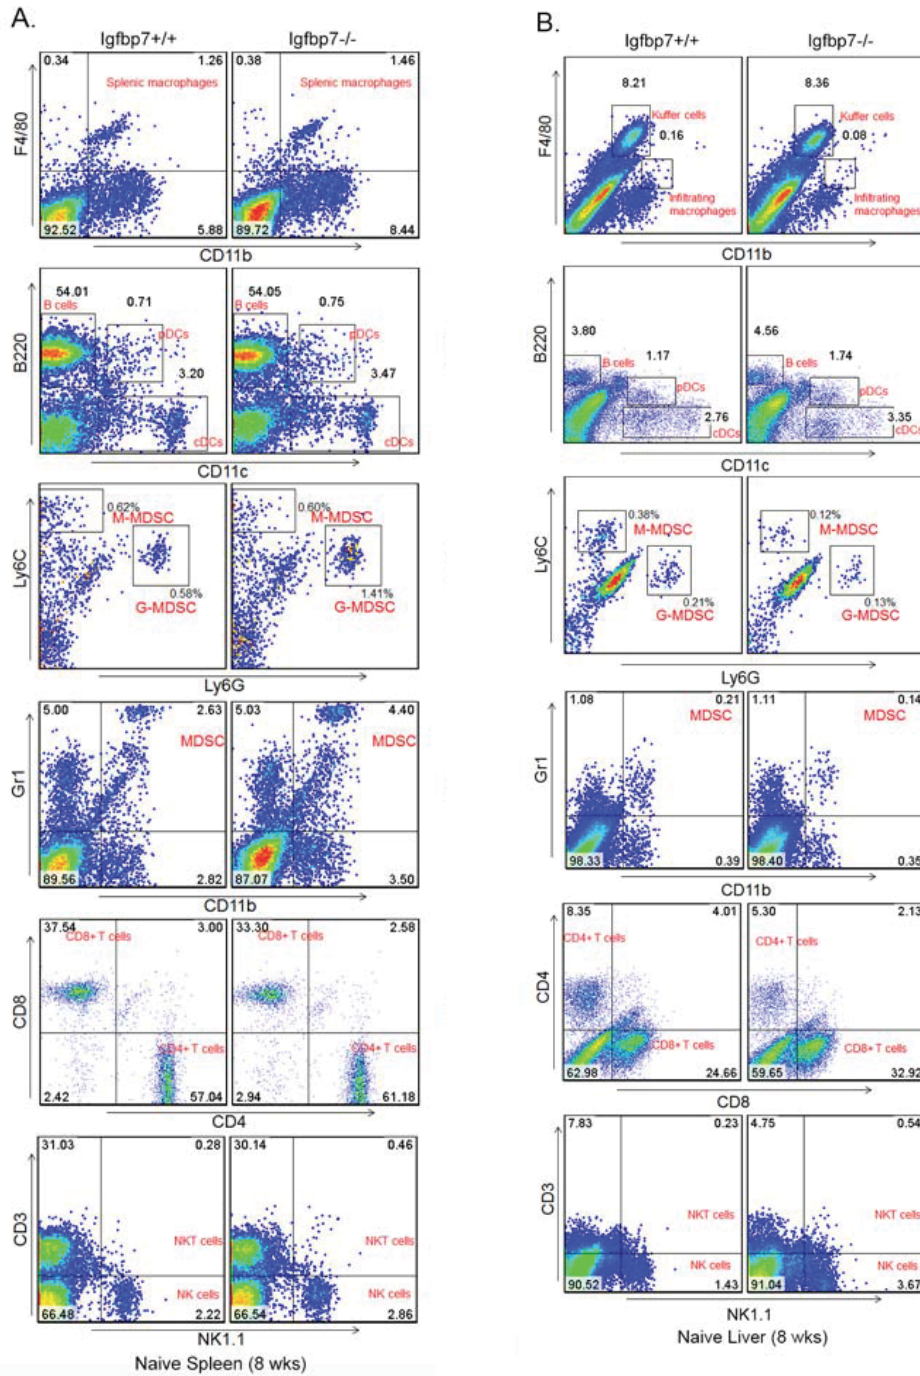 A.
Igfbp7+/+ Igfbp7-/-
0.34 1.26 0.38 1.46
Splenic macrophages Splenic macrophages
F4/80
92.52 5.88 89.72 8.44
CD11b
54.01 0.71 54.05 0.75
B cells B cells
pDCs pDCs
B220
3.20 3.47
cDCs cDCs
CD11c
0.62% 0.60%
M-MDSC M-MDSC
Ly6C
0.58% 1.41%
G-MDSC G-MDSC
Ly6G
5.00 2.63 5.03 4.40
MDSC MDSC
Gr1
89.56 2.82 87.07 3.50
CD11b
37.54 3.00 33.30 2.58
CD8+ T cells CD8+ T cells
CD8
CD4+ T cells CD4+ T cells
2.42 57.04 2.94 61.18
CD4
31.03 0.28 30.14 0.46
CD3
NKT cells NKT cells
NK cells NK cells
66.48 2.22 66.54 2.86
NK1.1
Naive Spleen (8 wks)
B.
Igfbp7+/+ Igfbp7-/-
8.21 8.36
Kuffer cells Kuffer cells
0.16 0.08
F4/80
Infiltrating macrophages Infiltrating macrophages
CD11b
3.80 4.56
B cells B cells
1.17 1.74
pDCs pDCs
B220
2.76 3.35
cDCs cDCs
CD11c
0.38% 0.12%
M-MDSC M-MDSC
Ly6C
0.21% 0.13%
G-MDSC G-MDSC
Ly6G
1.08 0.21 1.11 0.14
MDSC MDSC
Gr1
98.33 0.39 98.40 0.35
CD11b
8.35 4.01 5.30 2.13
CD4+ T cells CD4+ T cells
CD4
CD8+ T cells CD8+ T cells
62.98 24.66 59.65 32.92
CD8
7.83 0.23 4.75 0.54
CD3
NKT cells NKT cells
NK cells NK cells
90.52 1.43 91.04 3.67
NK1.1
Naive Liver (8 wks)